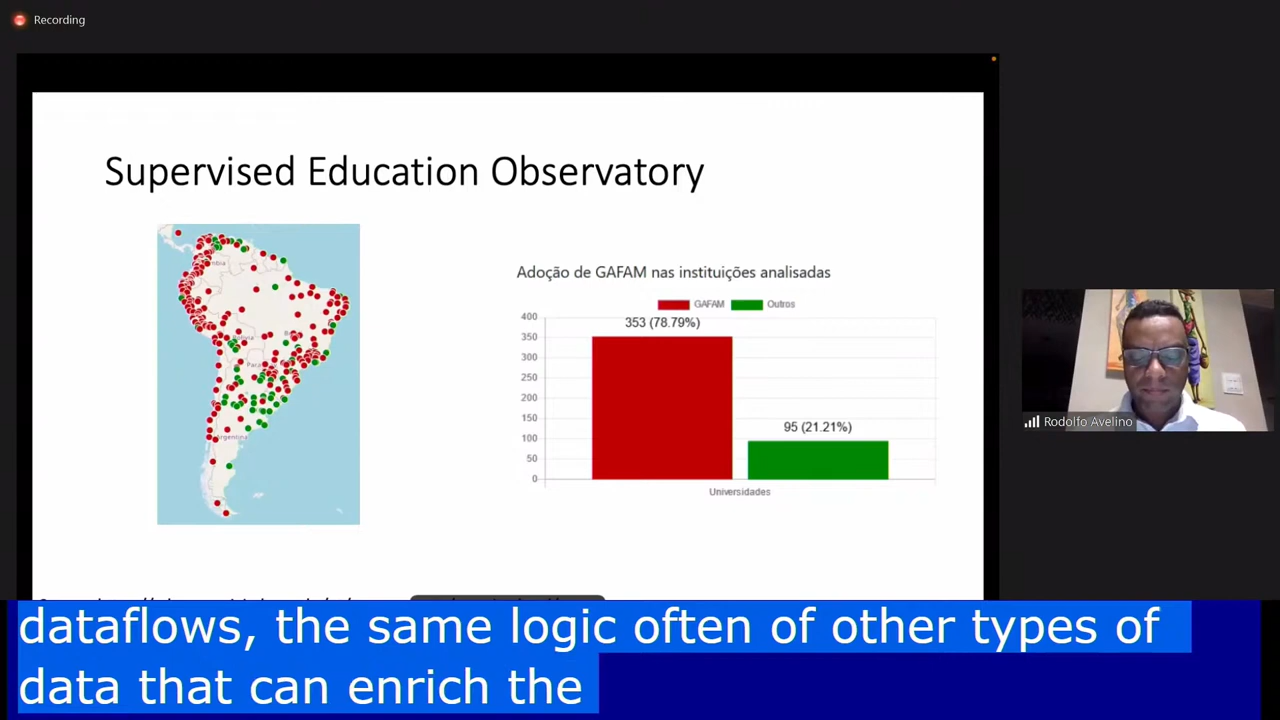 Recording
Supervised Education Observatory
Adoção de GAFAM nas instituições analisadas
GAFAM
Outros
400
353 (78.79%)
350
300
250
200
150
95 (21.21%)
100
50
0
Universidades
Argentina
Rodolfo Avelino
dataflows, the same logic often of other types of
data that can enrich the